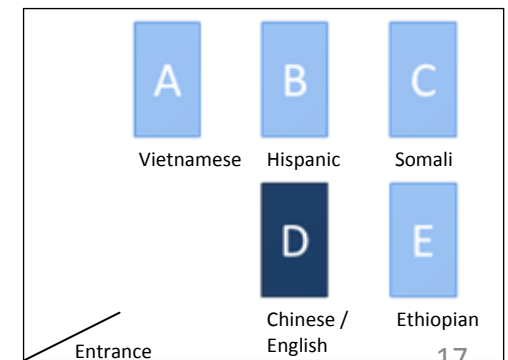 A B C
Vietnamese Hispanic Somali
D E
Chinese / Ethiopian
English
Entrance
17